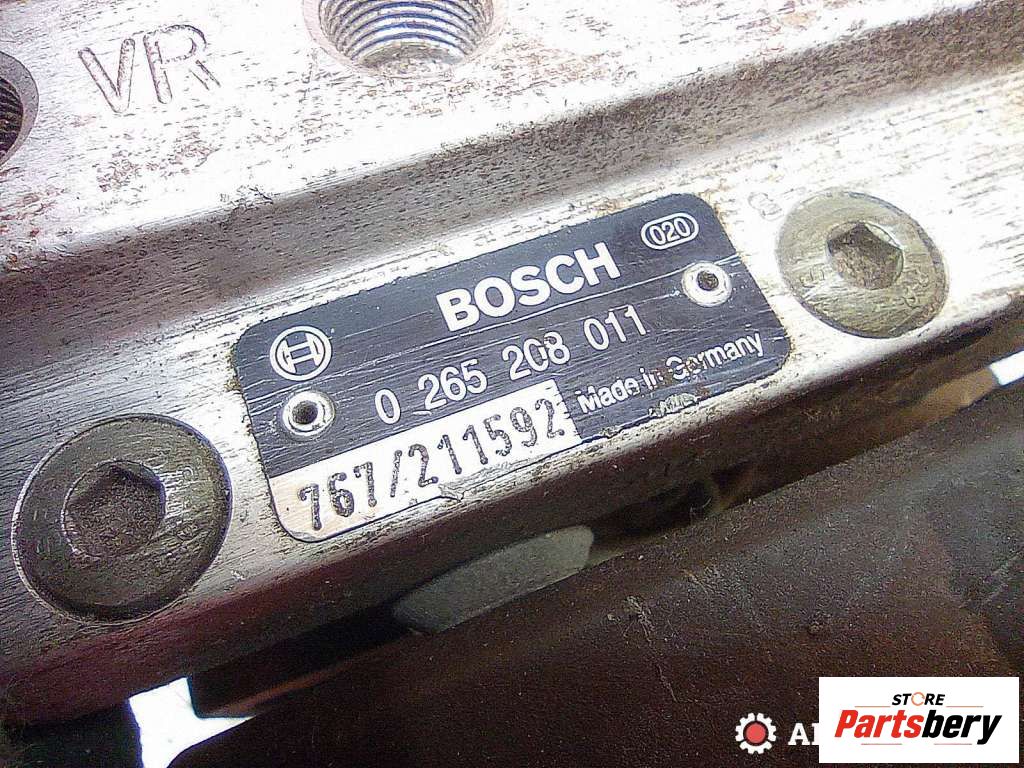 VR
BOSCH
020
0 265 208 011
Made in Germany
767/211592
STORE
Partsbery